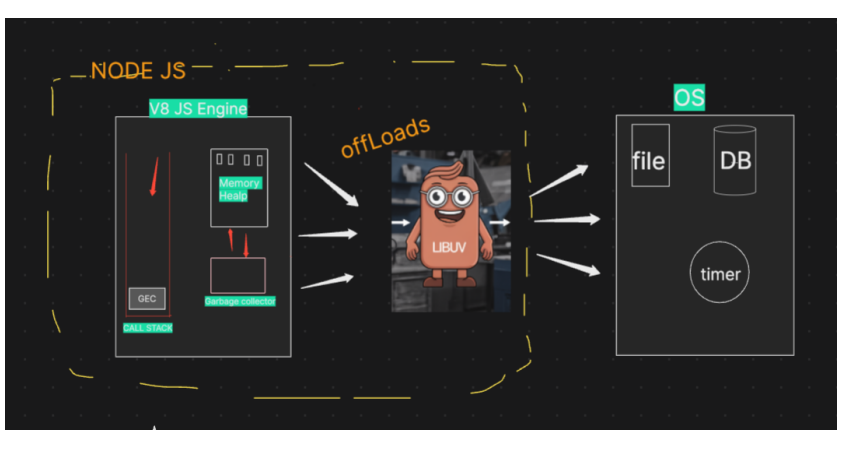 NODE JS
V8 JS Engine
Memory
Healp
GEC
CALL STACK
Garbage collector
offLoads
LIBUV
OS
file
DB
timer